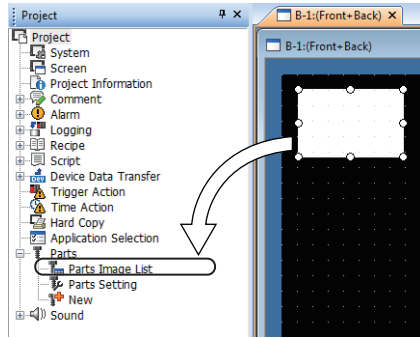 Project
Project
System
Screen
Project Information
Comment
Alarm
Logging
Recipe
Script
Device Data Transfer
Trigger Action
Time Action
Hard Copy
Application Selection
Parts
Parts Image List
Parts Setting
New
Sound
B-1:(Front+Back)
B-1:(Front+Back)